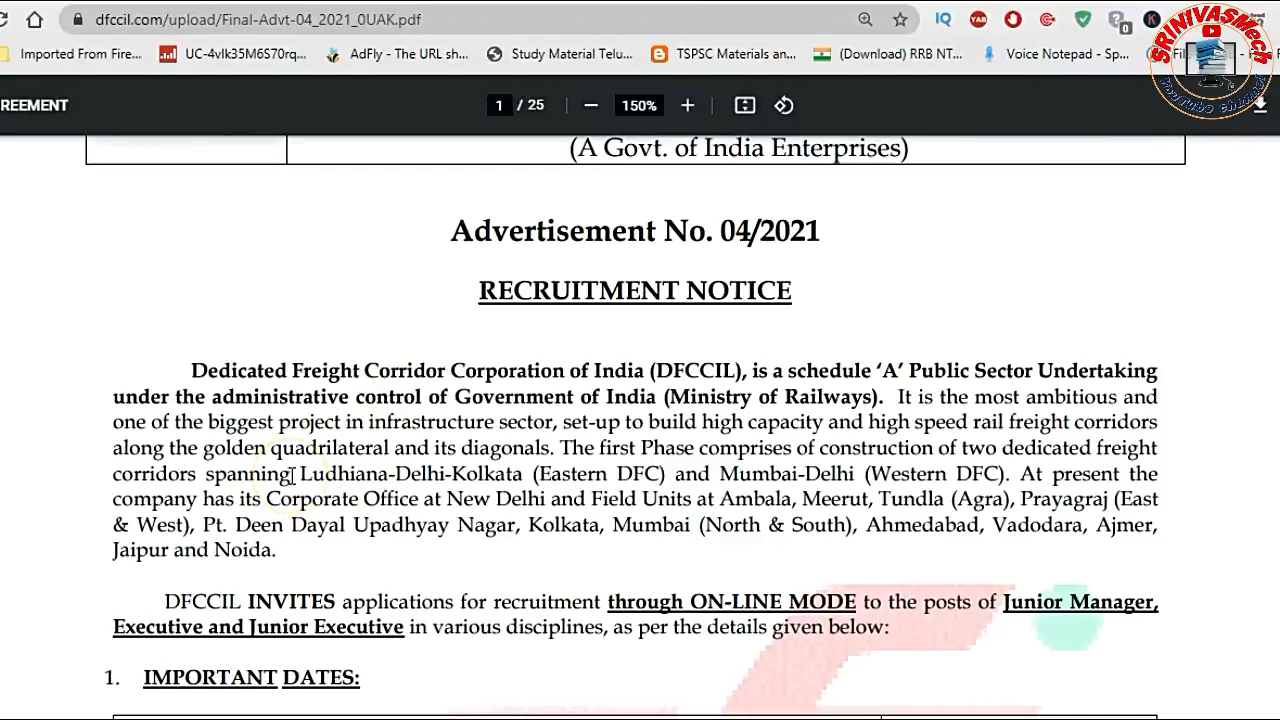 dfccil.com/upload/Final-Advt-04_2021_0UAK.pdf
IQ
YAB
0
K
SRINIVASMech
YouTube Channel
Imported From Fire...
UC-4vlk35M6S70rq...
AdFly - The URL sh...
Study Material Telu...
TSPSC Materials an...
(Download) RRB NT...
Voice Notepad - Sp...
REEMENT
1 / 25
150%
(A Govt. of India Enterprises)
Advertisement No. 04/2021
RECRUITMENT NOTICE
Dedicated Freight Corridor Corporation of India (DFCCIL), is a schedule ‘A’ Public Sector Undertaking
under the administrative control of Government of India (Ministry of Railways). It is the most ambitious and
one of the biggest project in infrastructure sector, set-up to build high capacity and high speed rail freight corridors
along the golden quadrilateral and its diagonals. The first Phase comprises of construction of two dedicated freight
corridors spanning Ludhiana-Delhi-Kolkata (Eastern DFC) and Mumbai-Delhi (Western DFC). At present the
company has its Corporate Office at New Delhi and Field Units at Ambala, Meerut, Tundla (Agra), Prayagraj (East
& West), Pt. Deen Dayal Upadhyay Nagar, Kolkata, Mumbai (North & South), Ahmedabad, Vadodara, Ajmer,
Jaipur and Noida.
DFCCIL INVITES applications for recruitment through ON-LINE MODE to the posts of Junior Manager,
Executive and Junior Executive in various disciplines, as per the details given below:
1. IMPORTANT DATES: